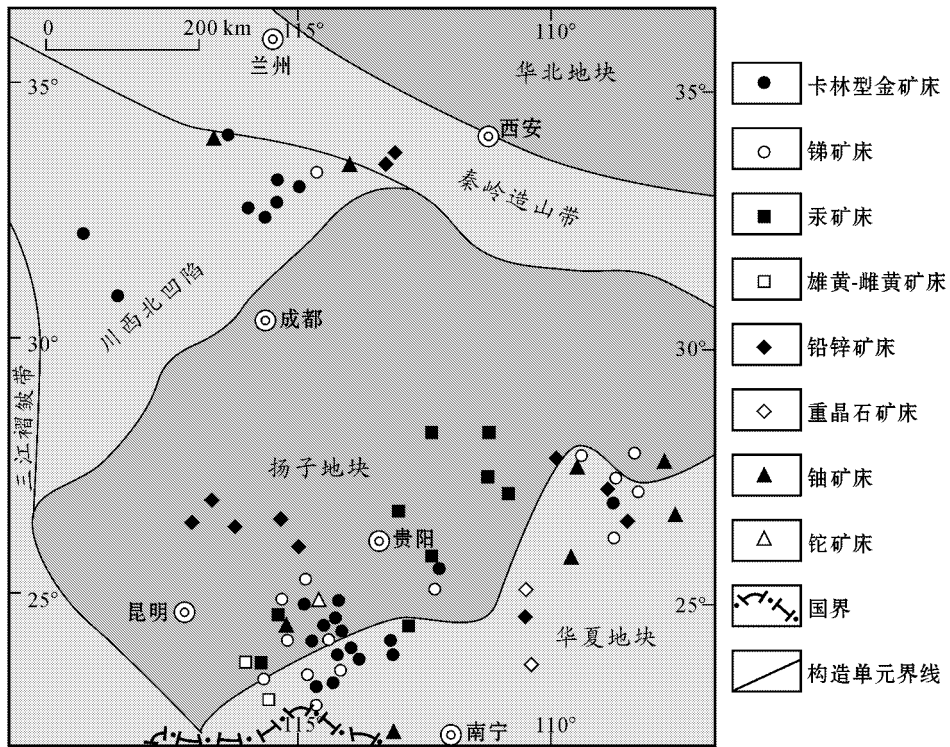 0 200 km
115°
110°
兰州
华北地块
35°
35°
西安
秦岭造山带
川西北凹陷
成都
30°
30°
三江褶皱带
扬子地块
贵阳
昆明
25°
25°
华夏地块
115°
110°
南宁
卡林型金矿床
锑矿床
汞矿床
雄黄-雌黄矿床
铅锌矿床
重晶石矿床
铀矿床
铊矿床
国界
构造单元界线